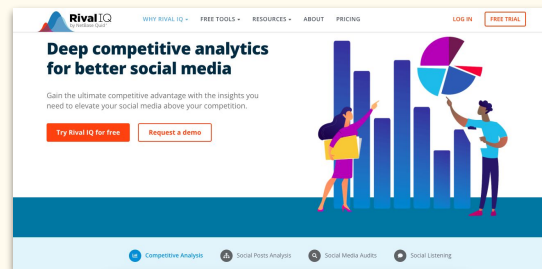 Rival IQ
by NetBase Quid
WHY RIVAL IQ
FREE TOOLS
RESOURCES
ABOUT
PRICING
LOG IN
FREE TRIAL
Deep competitive analytics
for better social media
Gain the ultimate competitive advantage with the insights you
need to elevate your social media above your competition.
Try Rival IQ for free
Request a demo
Competitive Analysis
Social Posts Analysis
Social Media Audits
Social Listening